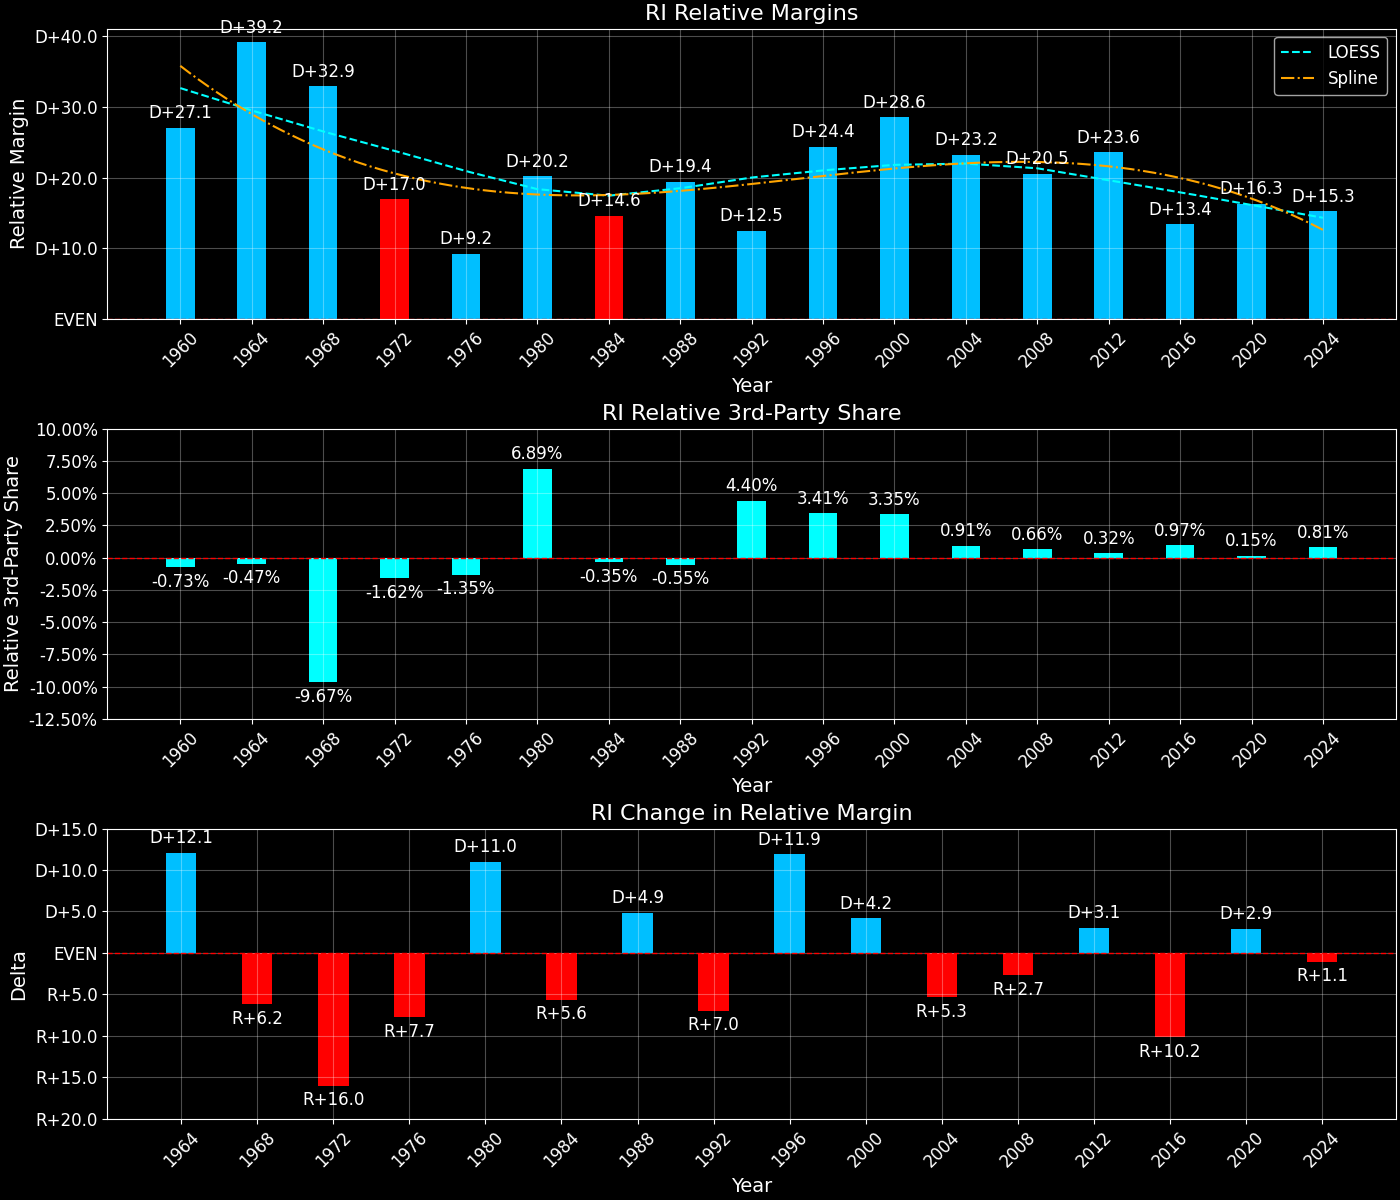 RI Relative Margins
Relative Margin
D+40.0
D+30.0
D+20.0
D+10.0
EVEN
D+27.1
D+39.2
D+32.9
D+17.0
D+9.2
D+20.2
D+14.6
D+19.4
D+12.5
D+24.4
D+28.6
D+23.2
D+20.5
D+23.6
D+13.4
D+16.3
D+15.3
LOESS
Spline
1960
1964
1968
1972
1976
1980
1984
1988
1992
1996
2000
2004
2008
2012
2016
2020
2024
Year
RI Relative 3rd-Party Share
Relative 3rd-Party Share
10.00%
7.50%
5.00%
2.50%
0.00%
-2.50%
-5.00%
-7.50%
-10.00%
-12.50%
-0.73%
-0.47%
-9.67%
-1.62%
-1.35%
6.89%
-0.35%
-0.55%
4.40%
3.41%
3.35%
0.91%
0.66%
0.32%
0.97%
0.15%
0.81%
1960
1964
1968
1972
1976
1980
1984
1988
1992
1996
2000
2004
2008
2012
2016
2020
2024
Year
RI Change in Relative Margin
Delta
D+15.0
D+10.0
D+5.0
EVEN
R+5.0
R+10.0
R+15.0
R+20.0
D+12.1
R+6.2
R+16.0
R+7.7
D+11.0
R+5.6
D+4.9
R+7.0
D+11.9
D+4.2
R+5.3
R+2.7
D+3.1
R+10.2
D+2.9
R+1.1
1964
1968
1972
1976
1980
1984
1988
1992
1996
2000
2004
2008
2012
2016
2020
2024
Year